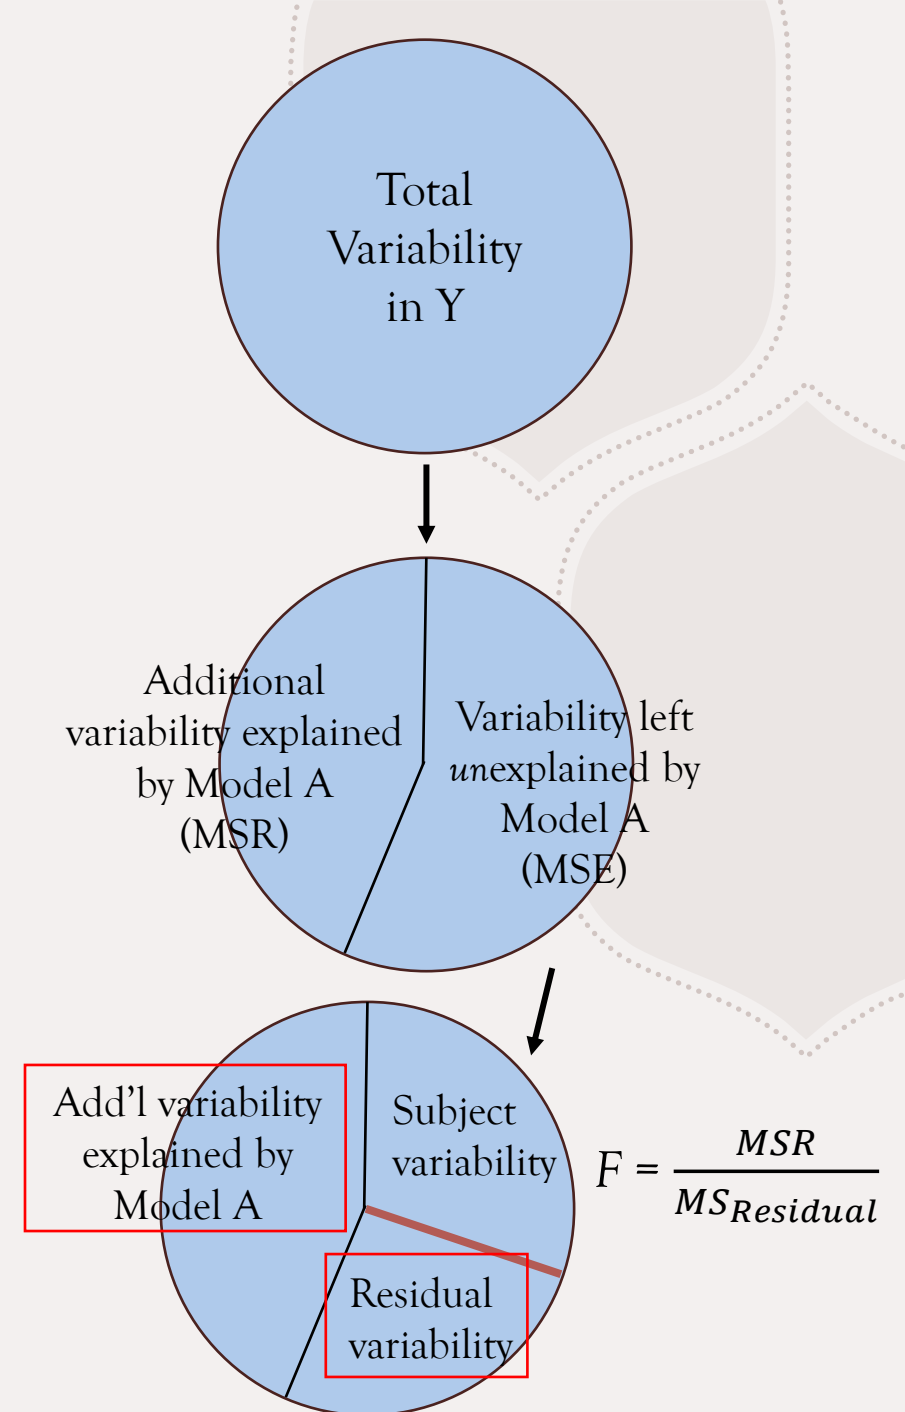 Total
Variability
in Y
Additional
variability explained
by Model A
(MSR)
Variability left
unexplained by
Model A
(MSE)
Add’l variability
explained by
Model A
Subject
variability
F = MSR / MS_Residual
Residual
variability